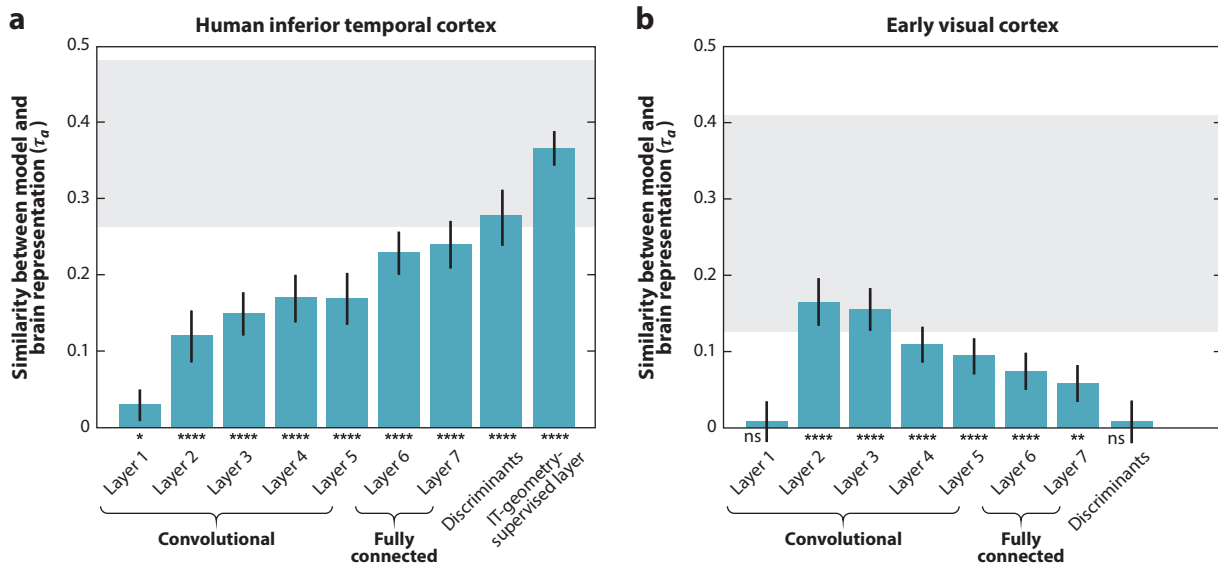 a
Human inferior temporal cortex
Similarity between model and
brain representation (τa)
0.5
0.4
0.3
0.2
0.1
0
*
****
****
****
****
****
****
****
****
Layer 1
Layer 2
Layer 3
Layer 4
Layer 5
Layer 6
Layer 7
Discriminants
IT-geometry-
supervised layer
Convolutional
Fully
connected
b
Early visual cortex
Similarity between model and
brain representation (τa)
0.5
0.4
0.3
0.2
0.1
0
ns
****
****
****
****
****
**
ns
Layer 1
Layer 2
Layer 3
Layer 4
Layer 5
Layer 6
Layer 7
Discriminants
Convolutional
Fully
connected